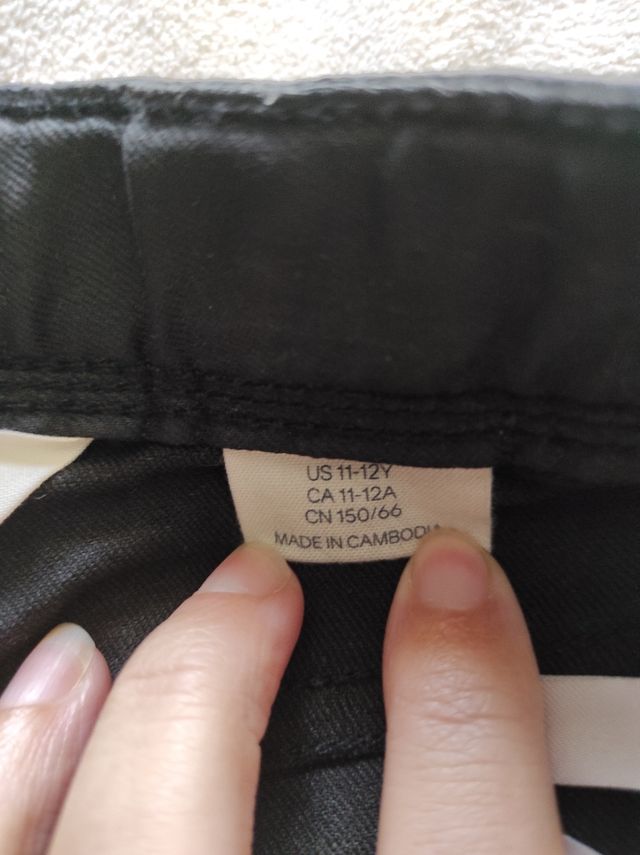 US 11-12Y
CA 11-12A
CN 150/66
MADE IN CAMBODIA